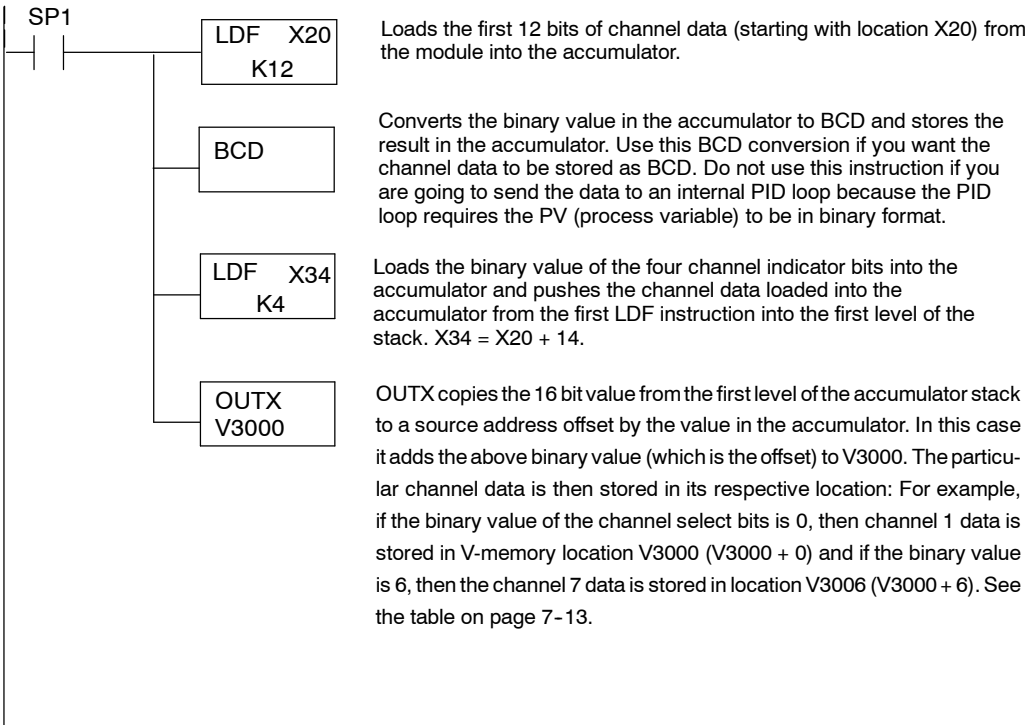 SP1
LDF X20
K12
Loads the first 12 bits of channel data (starting with location X20) from
the module into the accumulator.
BCD
Converts the binary value in the accumulator to BCD and stores the
result in the accumulator. Use this BCD conversion if you want the
channel data to be stored as BCD. Do not use this instruction if you
are going to send the data to an internal PID loop because the PID
loop requires the PV (process variable) to be in binary format.
LDF X34
K4
Loads the binary value of the four channel indicator bits into the
accumulator and pushes the channel data loaded into the
accumulator from the first LDF instruction into the first level of the
stack. X34 = X20 + 14.
OUTX
V3000
OUTX copies the 16 bit value from the first level of the accumulator stack
to a source address offset by the value in the accumulator. In this case
it adds the above binary value (which is the offset) to V3000. The particu-
lar channel data is then stored in its respective location: For example,
if the binary value of the channel select bits is 0, then channel 1 data is
stored in V-memory location V3000 (V3000 + 0) and if the binary value
is 6, then the channel 7 data is stored in location V3006 (V3000 + 6). See
the table on page 7-13.